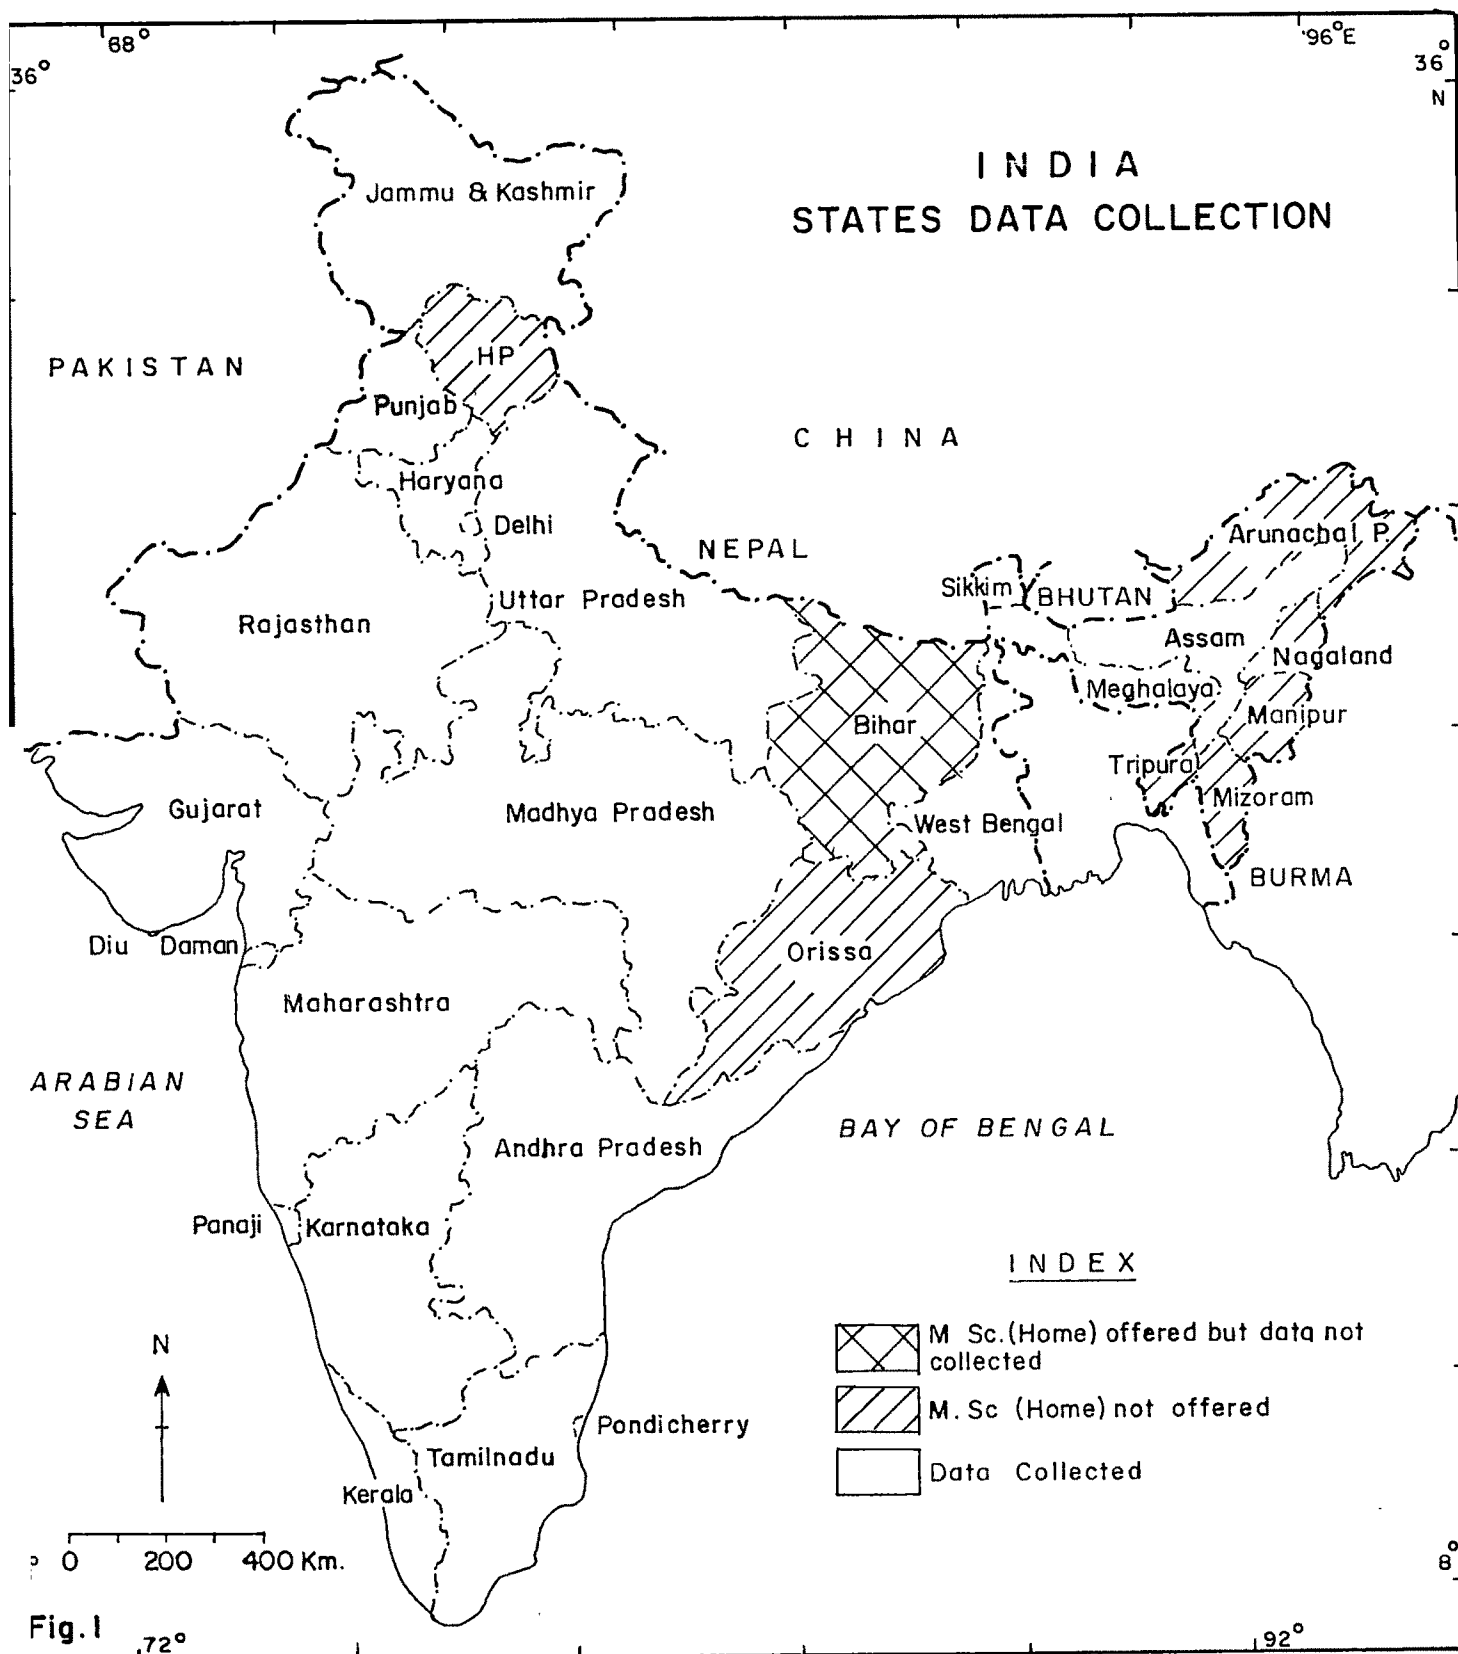 68°
96°E
36°
36°
N
INDIA
STATES DATA COLLECTION
Jammu & Kashmir
PAKISTAN
HP
Punjab
CHINA
Haryana
Delhi
NEPAL
Arunachal P.
Sikkim
BHUTAN
Uttar Pradesh
Rajasthan
Assam
Nagaland
Meghalaya
Bihar
Manipur
Tripura
Mizoram
Gujarat
Madhya Pradesh
West Bengal
BURMA
Diu Daman
Orissa
Maharashtra
ARABIAN
SEA
BAY OF BENGAL
Andhra Pradesh
Panaji
Karnataka
INDEX
M Sc. (Home) offered but data not
collected
M. Sc (Home) not offered
Data Collected
N
Pondicherry
Tamilnadu
Kerala
0 200 400 Km.
8°
Fig. 1
72°
92°